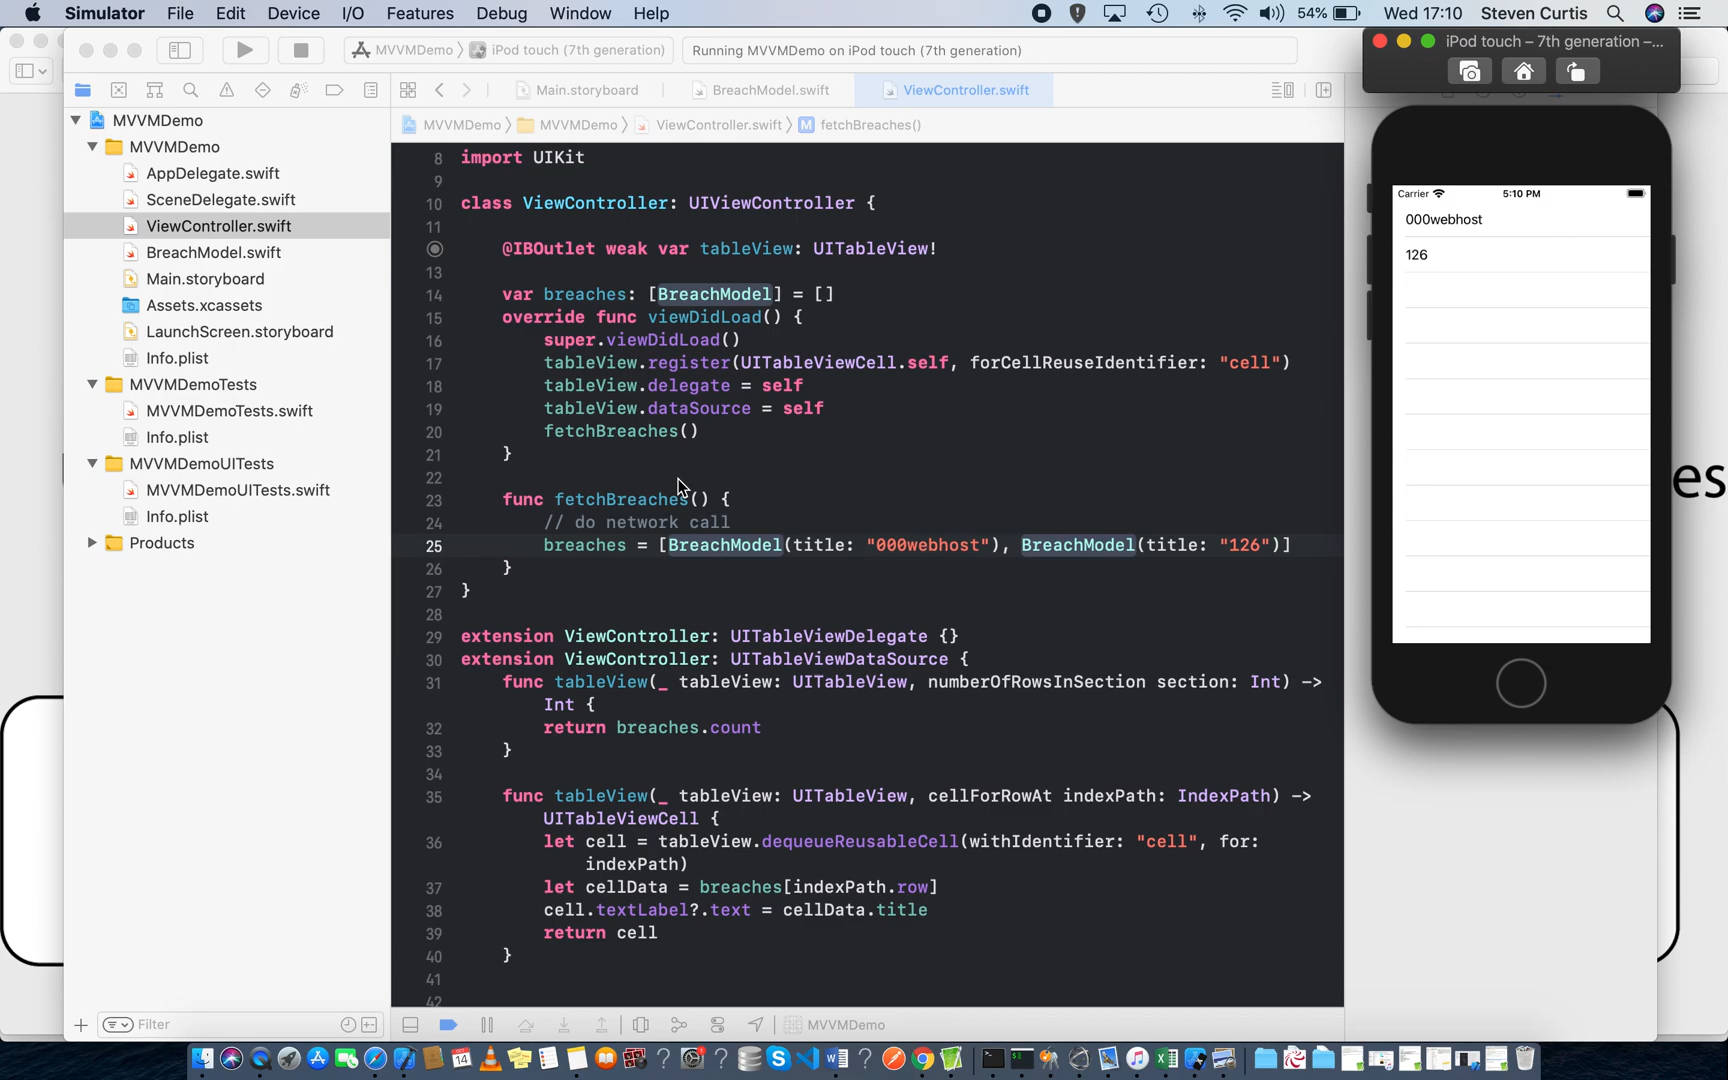 Simulator File Edit Device I/O Features Debug Window Help 54% Wed 17:10 Steven Curtis
MVVMDemo iPod touch (7th generation) Running MVVMDemo on iPod touch (7th generation)
iPod touch – 7th generation –...
Main.storyboard BreachModel.swift ViewController.swift
MVVMDemo MVVMDemo ViewController.swift M fetchBreaches()
MVVMDemo
MVVMDemo
AppDelegate.swift
SceneDelegate.swift
ViewController.swift
BreachModel.swift
Main.storyboard
Assets.xcassets
LaunchScreen.storyboard
Info.plist
MVVMDemoTests
MVVMDemoTests.swift
Info.plist
MVVMDemoUITests
MVVMDemoUITests.swift
Info.plist
Products
Filter
8 import UIKit
9
10 class ViewController: UIViewController {
11
@IBOutlet weak var tableView: UITableView!
13
14 var breaches: [BreachModel] = []
15 override func viewDidLoad() {
16 super.viewDidLoad()
17 tableView.register(UITableViewCell.self, forCellReuseIdentifier: "cell")
18 tableView.delegate = self
19 tableView.dataSource = self
20 fetchBreaches()
21 }
22
23 func fetchBreaches() {
24 // do network call
25 breaches = [BreachModel(title: "000webhost"), BreachModel(title: "126")]
26 }
27 }
28
29 extension ViewController: UITableViewDelegate {}
30 extension ViewController: UITableViewDataSource {
31 func tableView(_ tableView: UITableView, numberOfRowsInSection section: Int) ->
Int {
32 return breaches.count
33 }
34
35 func tableView(_ tableView: UITableView, cellForRowAt indexPath: IndexPath) ->
UITableViewCell {
36 let cell = tableView.dequeueReusableCell(withIdentifier: "cell", for:
indexPath)
37 let cellData = breaches[indexPath.row]
38 cell.textLabel?.text = cellData.title
39 return cell
40 }
41
42
MVVMDemo
Carrier 5:10 PM
000webhost
126
es
14